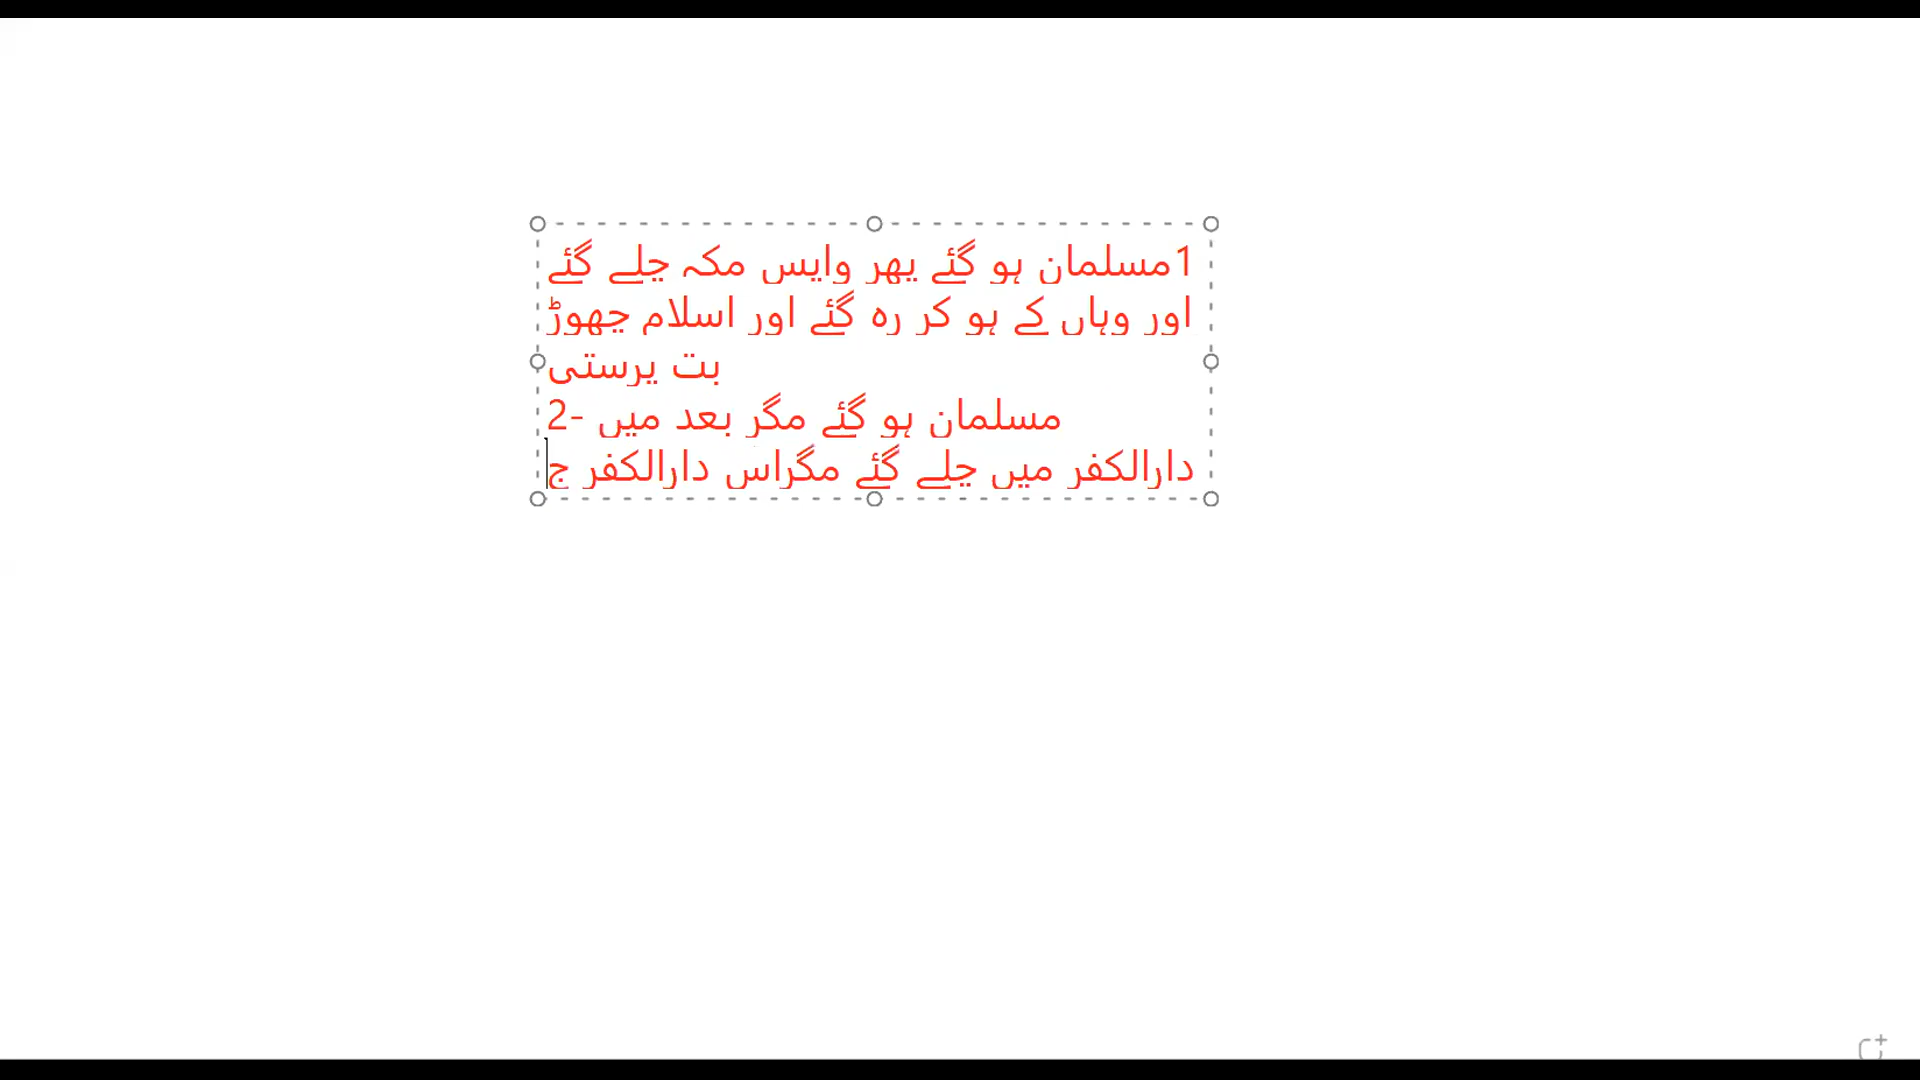 1مسلمان ہو گئے پھر واپس مکہ چلے گئے
اور وہاں کے ہو کر رہ گئے اور اسلام چھوڑ
بت پرستی
2- مسلمان ہو گئے مگر بعد میں
دارالکفر میں چلے گئے مگراس دارالکفر ج